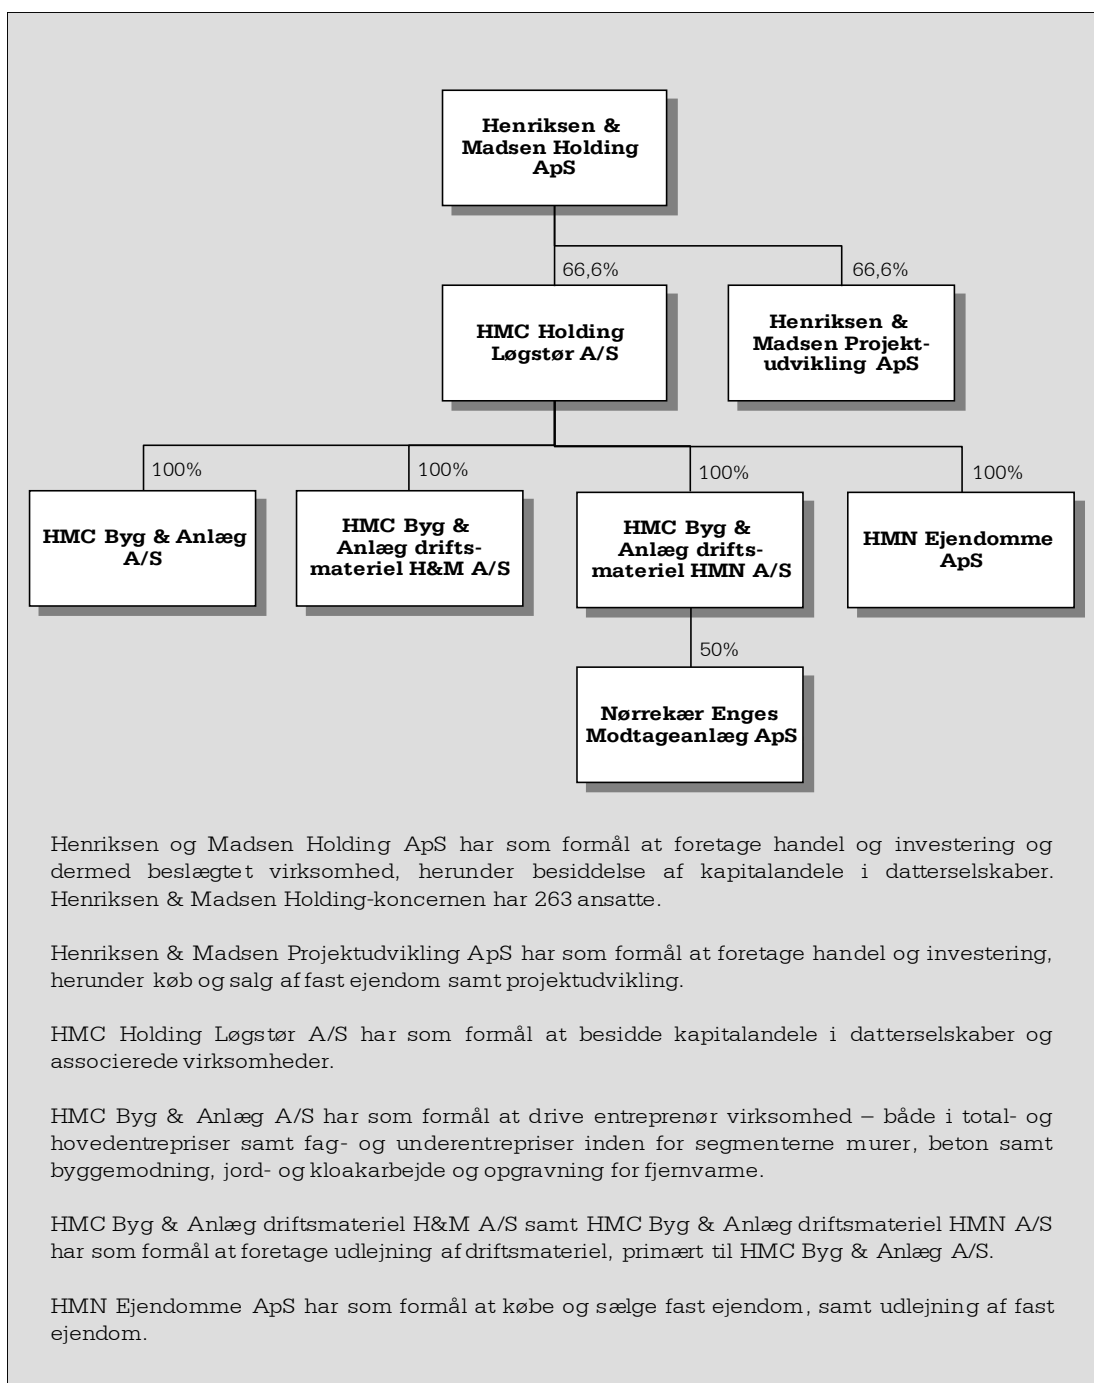 Henriksen &
Madsen Holding
ApS
66,6%
66,6%
HMC Holding
Løgstør A/S
Henriksen &
Madsen Projekt-
udvikling ApS
100%
100%
100%
100%
HMC Byg & Anlæg
A/S
HMC Byg &
Anlæg drifts-
materiel H&M A/S
HMC Byg &
Anlæg drifts-
materiel HMN A/S
HMN Ejendomme
ApS
50%
Nørrekær Enges
Modtageanlæg ApS
Henriksen og Madsen Holding ApS har som formål at foretage handel og investering og
dermed beslægtet virksomhed, herunder besiddelse af kapitalandele i datterselskaber.
Henriksen & Madsen Holding-koncernen har 263 ansatte.
Henriksen & Madsen Projektudvikling ApS har som formål at foretage handel og investering,
herunder køb og salg af fast ejendom samt projektudvikling.
HMC Holding Løgstør A/S har som formål at besidde kapitalandele i datterselskaber og
associerede virksomheder.
HMC Byg & Anlæg A/S har som formål at drive entreprenør virksomhed – både i total- og
hovedentrepriser samt fag- og underentrepriser inden for segmenterne murer, beton samt
byggemodning, jord- og kloakarbejde og opgravning for fjernvarme.
HMC Byg & Anlæg driftsmateriel H&M A/S samt HMC Byg & Anlæg driftsmateriel HMN A/S
har som formål at foretage udlejning af driftsmateriel, primært til HMC Byg & Anlæg A/S.
HMN Ejendomme ApS har som formål at købe og sælge fast ejendom, samt udlejning af fast
ejendom.